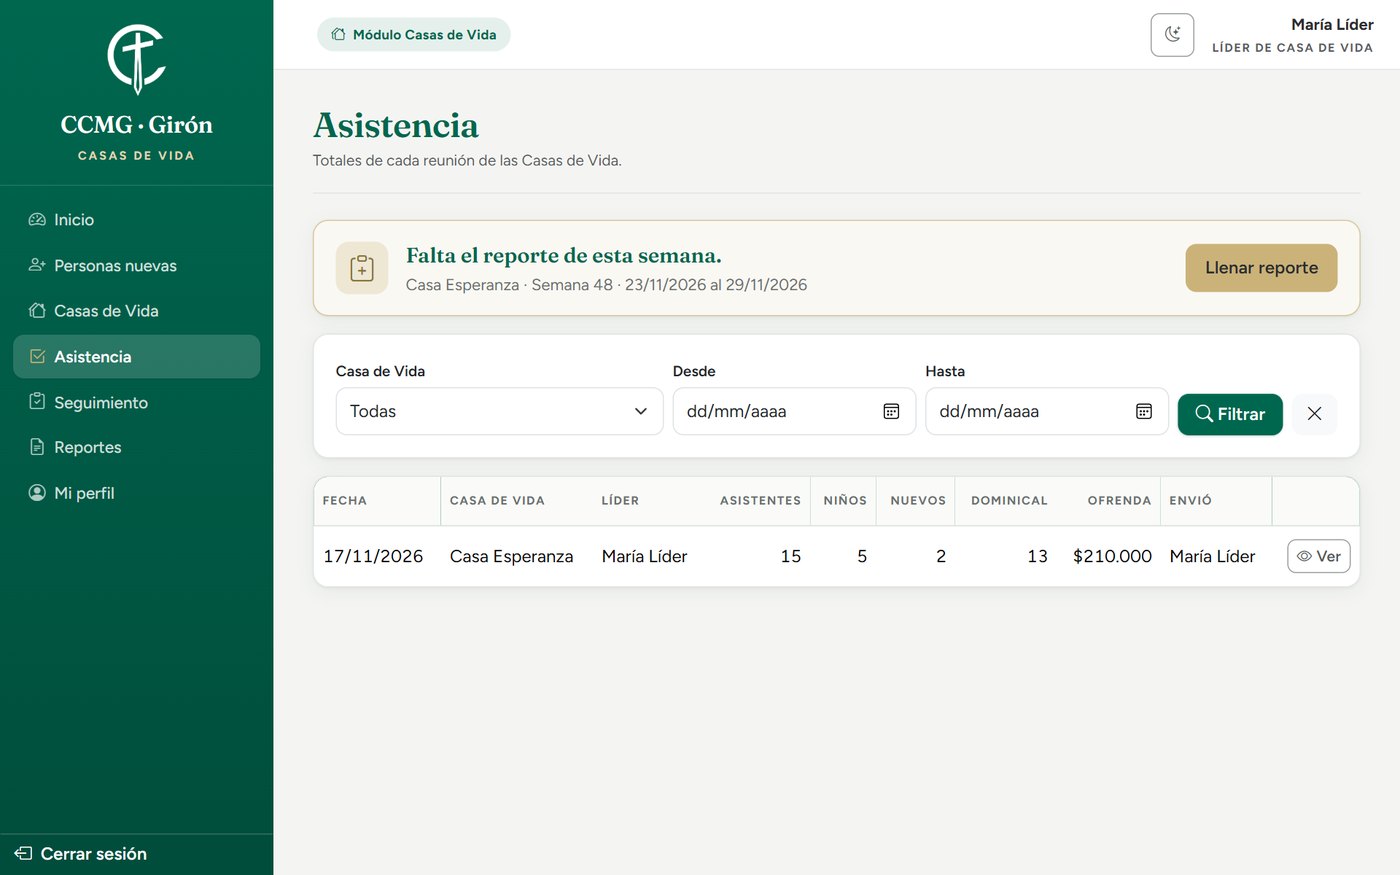 CCMG · Girón
CASAS DE VIDA
Inicio
Personas nuevas
Casas de Vida
Asistencia
Seguimiento
Reportes
Mi perfil
Cerrar sesión
Módulo Casas de Vida
María Líder
LÍDER DE CASA DE VIDA
Asistencia
Totales de cada reunión de las Casas de Vida.
Falta el reporte de esta semana.
Casa Esperanza · Semana 48 · 23/11/2026 al 29/11/2026
Llenar reporte
Casa de Vida Desde Hasta
Todas dd/mm/aaaa dd/mm/aaaa Filtrar
FECHA CASA DE VIDA LÍDER ASISTENTES NIÑOS NUEVOS DOMINICAL OFRENDA ENVIÓ
17/11/2026 Casa Esperanza María Líder 15 5 2 13 $210.000 María Líder Ver